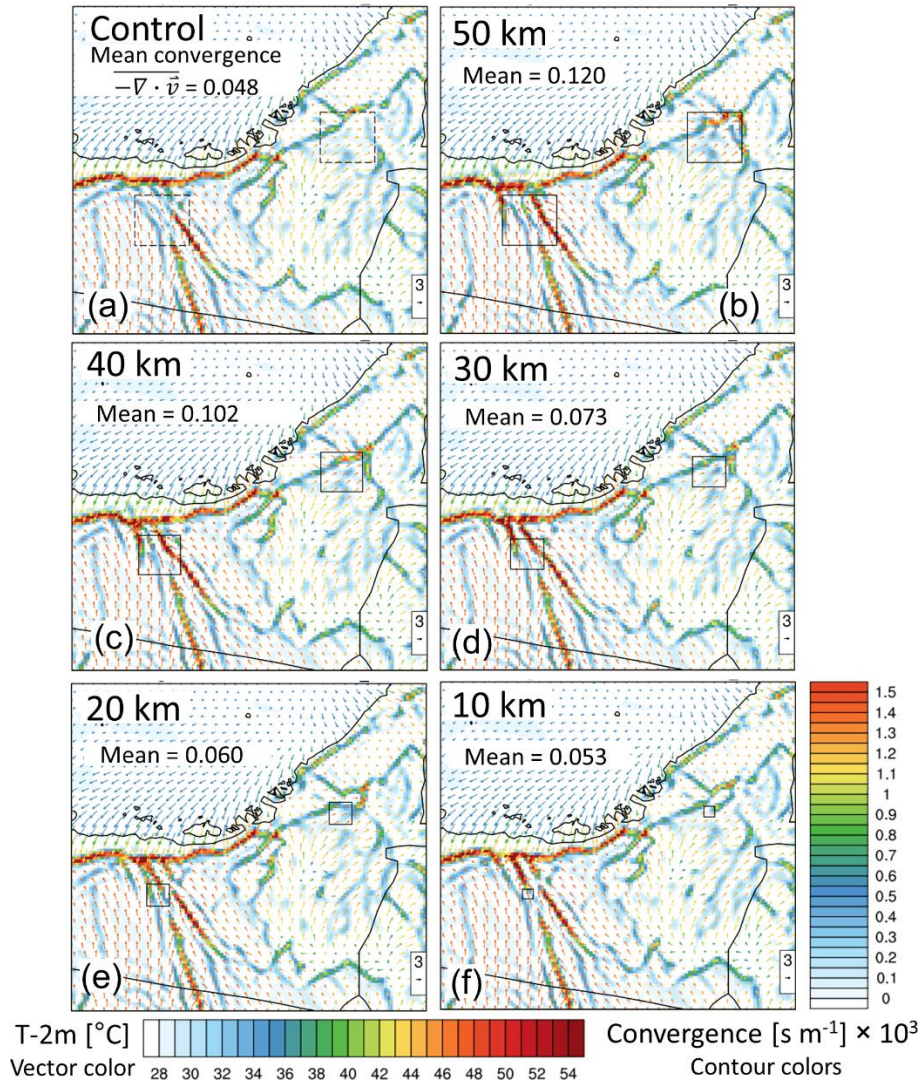 Control
Mean convergence
−∇ ⋅ v⃗ = 0.048
3
(a)
50 km
Mean = 0.120
3
(b)
40 km
Mean = 0.102
3
(c)
30 km
Mean = 0.073
3
(d)
20 km
Mean = 0.060
3
(e)
10 km
Mean = 0.053
3
(f)
1.5
1.4
1.3
1.2
1.1
1
0.9
0.8
0.7
0.6
0.5
0.4
0.3
0.2
0.1
0
T-2m [°C]
Vector color
28 30 32 34 36 38 40 42 44 46 48 50 52 54
Convergence [s m⁻¹] × 10³
Contour colors